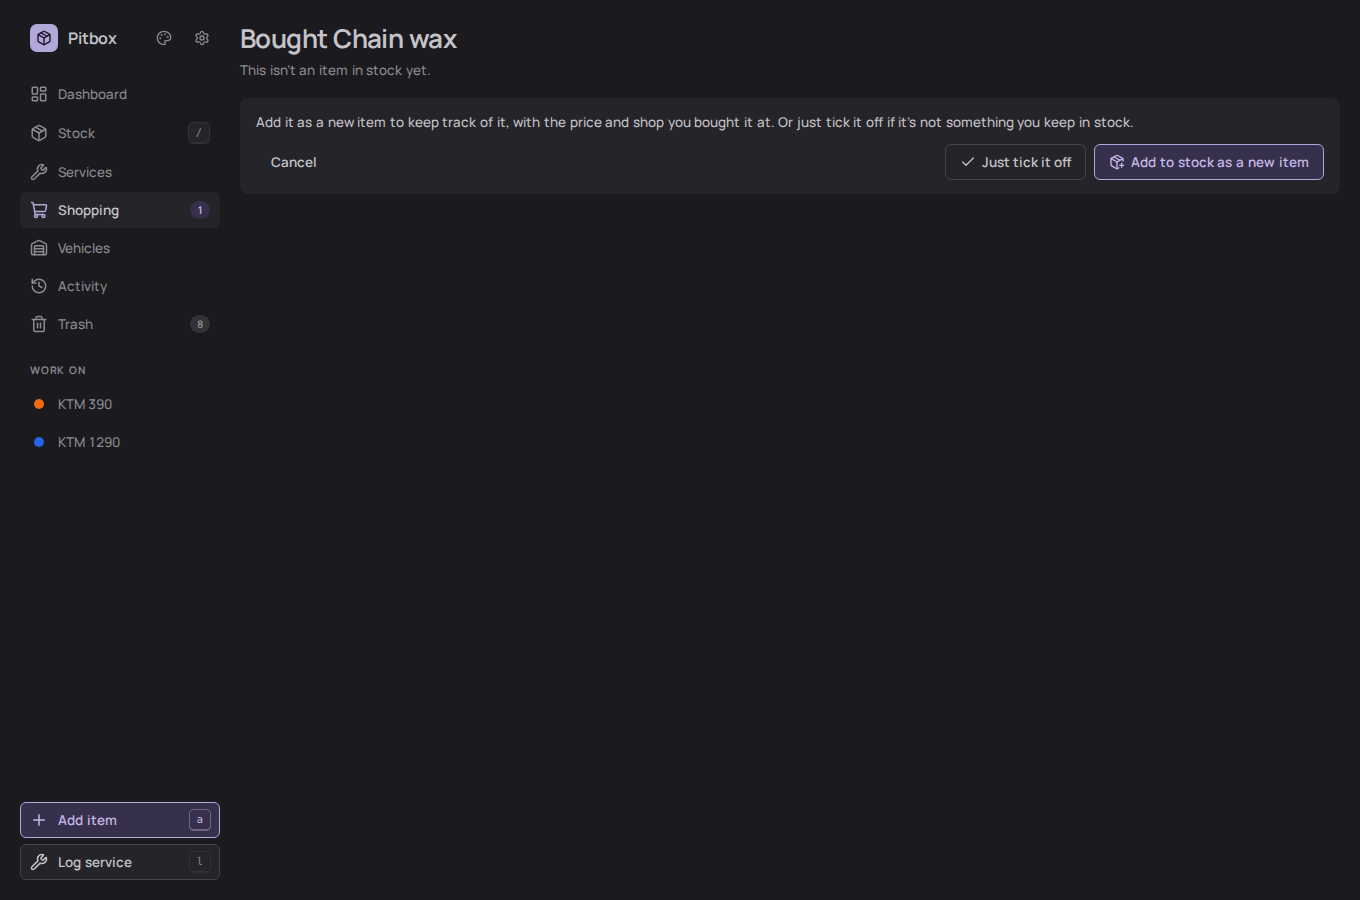 Pitbox
Dashboard
Stock /
Services
Shopping 1
Vehicles
Activity
Trash 8
WORK ON
KTM 390
KTM 1290
Add item a
Log service l
Bought Chain wax
This isn't an item in stock yet.
Add it as a new item to keep track of it, with the price and shop you bought it at. Or just tick it off if it's not something you keep in stock.
Cancel Just tick it off Add to stock as a new item